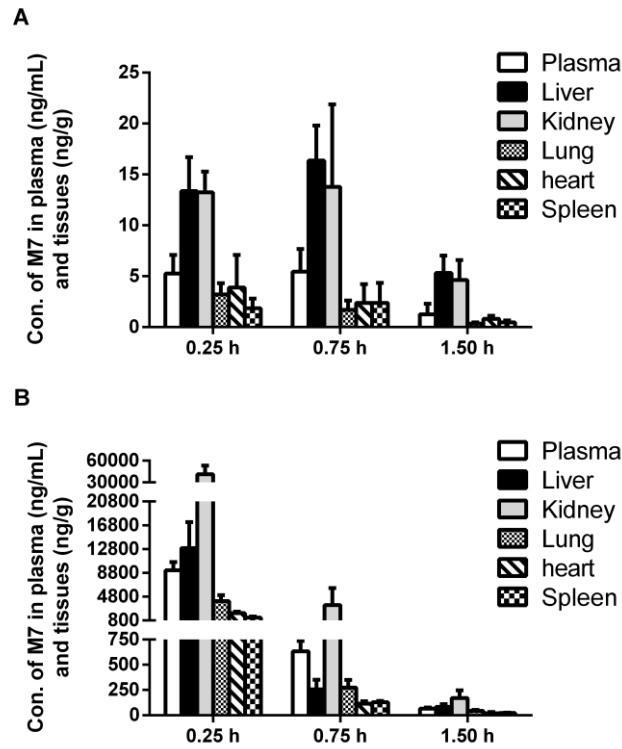 A
Con. of M7 in plasma (ng/mL)
and tissues (ng/g)
25
20
15
10
5
0
0.25 h
0.75 h
1.50 h
Plasma
Liver
Kidney
Lung
heart
Spleen
B
Con. of M7 in plasma (ng/mL)
and tissues (ng/g)
60000
30000
20800
16800
12800
8800
4800
800
750
500
250
0
0.25 h
0.75 h
1.50 h
Plasma
Liver
Kidney
Lung
heart
Spleen